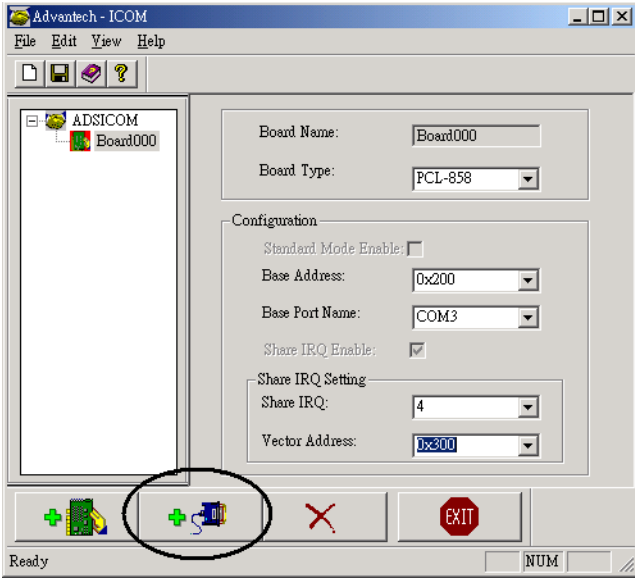 Advantech - ICOM
File Edit View Help
ADSICOM
Board000
Board Name: Board000
Board Type: PCL-858
Configuration
Standard Mode Enable:
Base Address: 0x200
Base Port Name: COM3
Share IRQ Enable:
Share IRQ Setting
Share IRQ: 4
Vector Address: 0x300
EXIT
Ready NUM